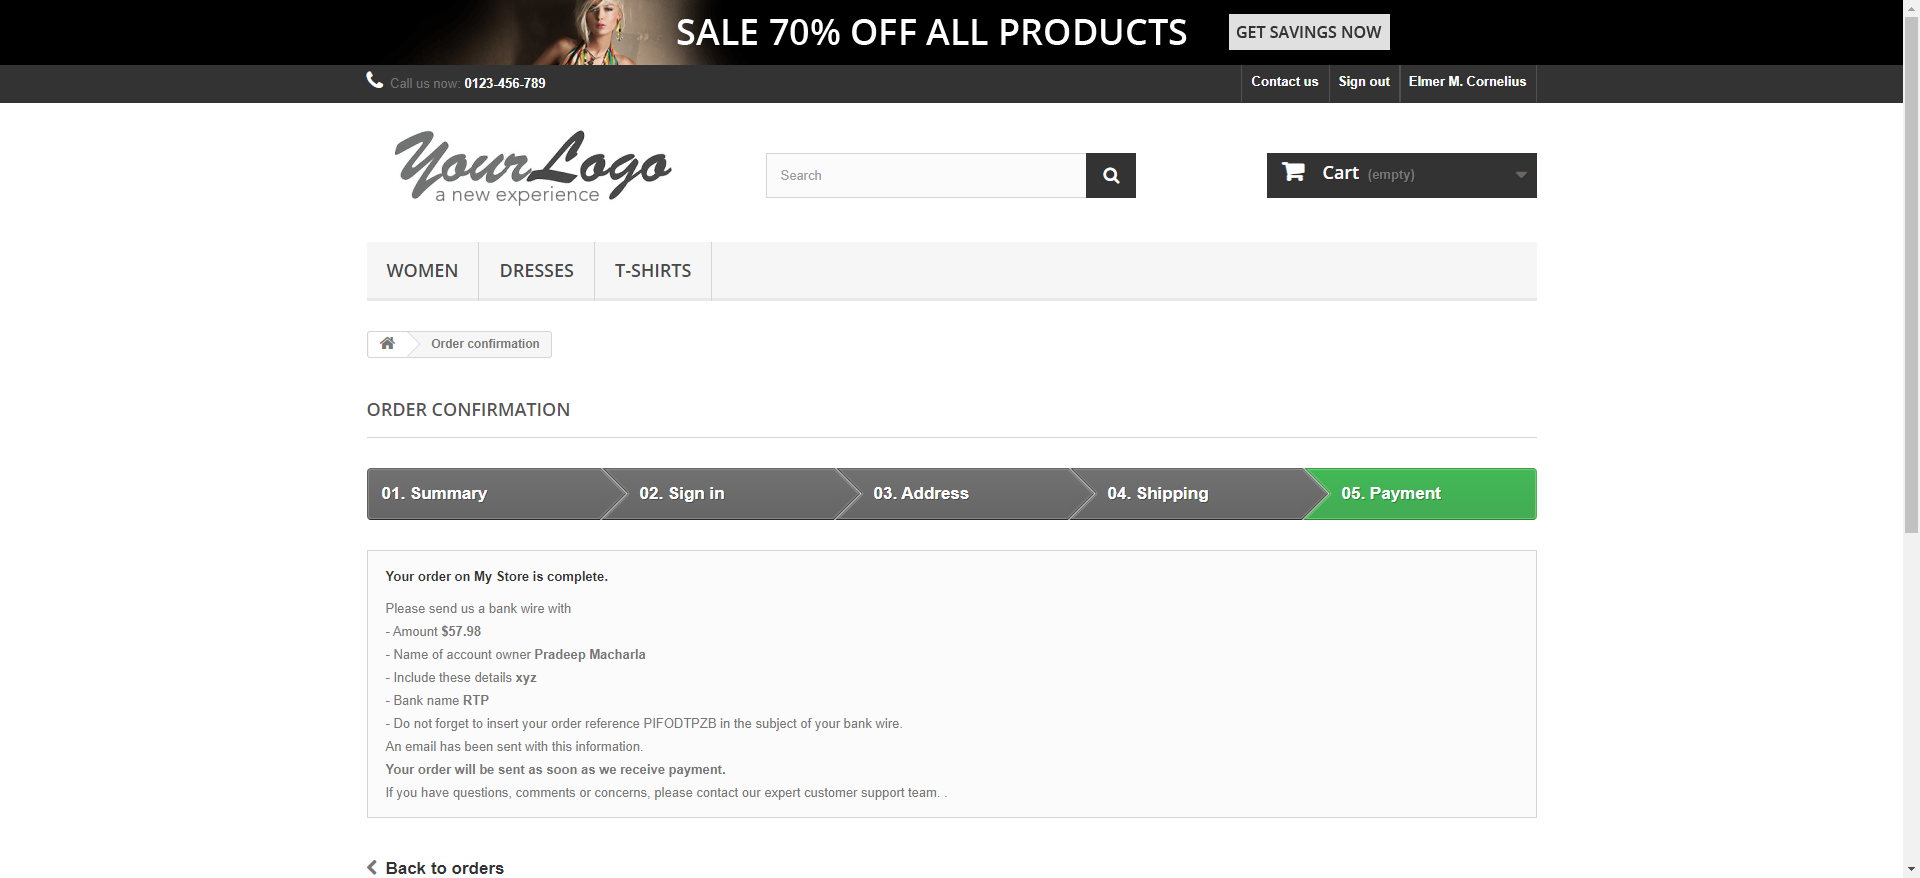 SALE 70% OFF ALL PRODUCTS GET SAVINGS NOW
Call us now: 0123-456-789 Contact us Sign out Elmer M. Cornelius
YourLogo
a new experience
Search
Cart (empty)
WOMEN DRESSES T-SHIRTS
Order confirmation
ORDER CONFIRMATION
01. Summary 02. Sign in 03. Address 04. Shipping 05. Payment
Your order on My Store is complete.
Please send us a bank wire with
- Amount $57.98
- Name of account owner Pradeep Macharla
- Include these details xyz
- Bank name RTP
- Do not forget to insert your order reference PIFODTPZB in the subject of your bank wire.
An email has been sent with this information.
Your order will be sent as soon as we receive payment.
If you have questions, comments or concerns, please contact our expert customer support team. .
Back to orders